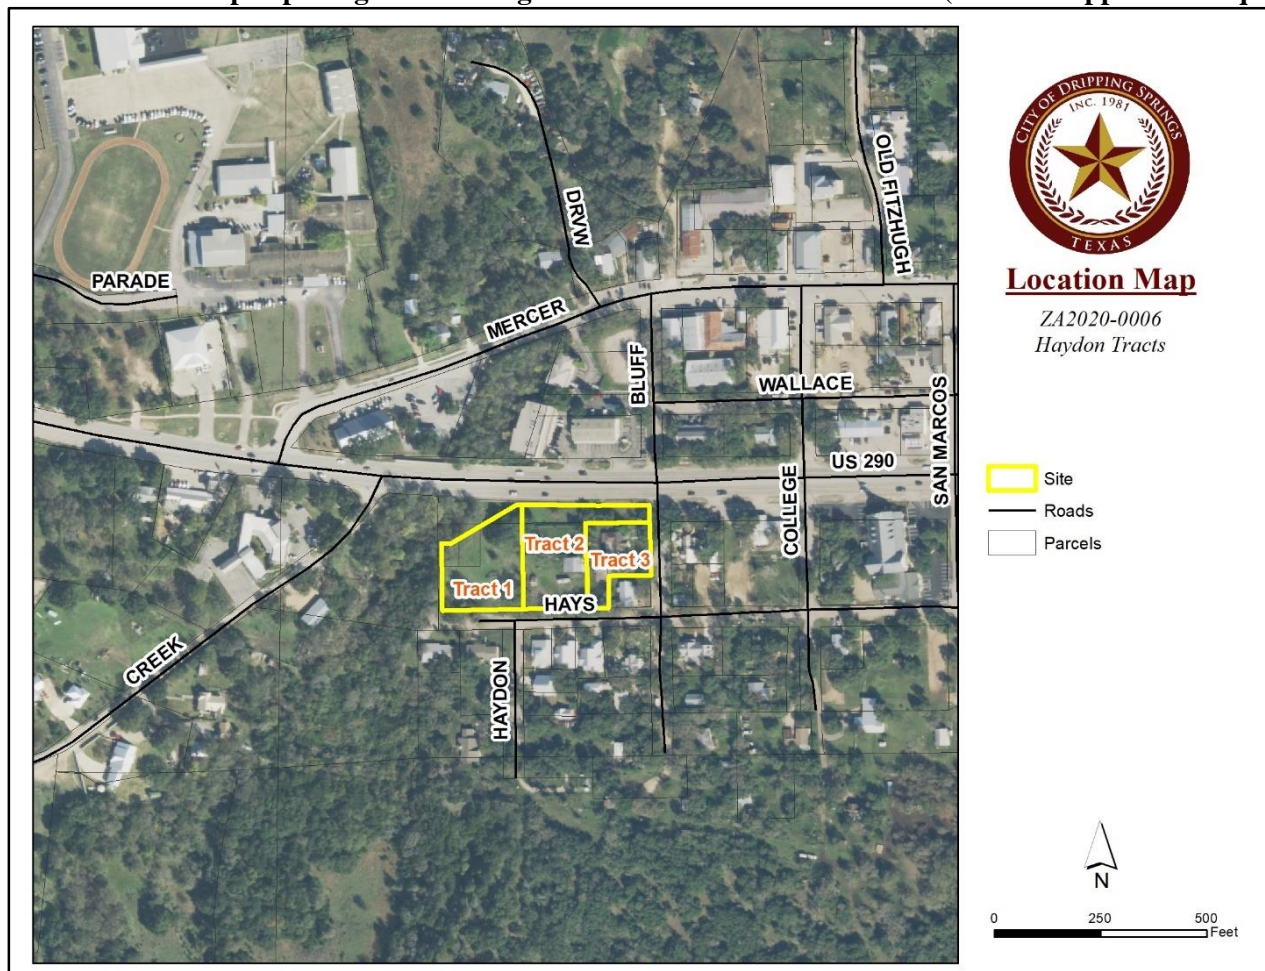 CITY OF DRIPPING SPRINGS
INC. 1981
TEXAS
Location Map
ZA2020-0006
Haydon Tracts
OLD FITZHUGH
DRVW
PARADE
MERCER
BLUFF
WALLACE
SAN MARCOS
US 290
COLLEGE
Site
Roads
Parcels
Tract 2
Tract 3
Tract 1
HAYS
CREEK
HAYDON
N
0 250 500
Feet